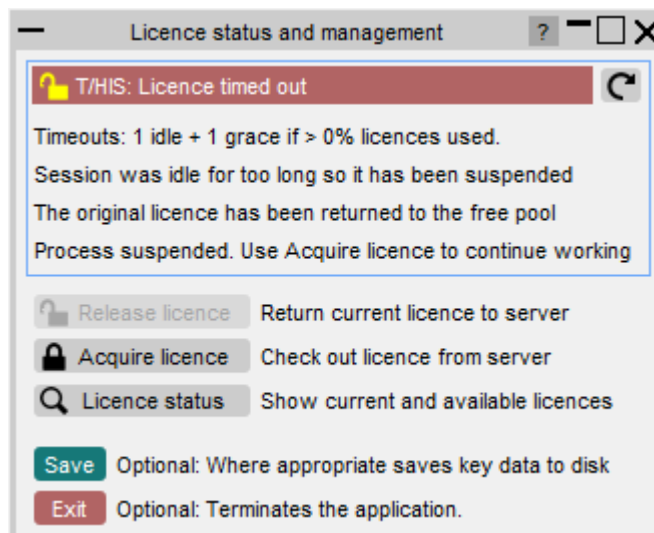 Licence status and management ?
T/HIS: Licence timed out
Timeouts: 1 idle + 1 grace if > 0% licences used.
Session was idle for too long so it has been suspended
The original licence has been returned to the free pool
Process suspended. Use Acquire licence to continue working
Release licence Return current licence to server
Acquire licence Check out licence from server
Licence status Show current and available licences
Save Optional: Where appropriate saves key data to disk
Exit Optional: Terminates the application.